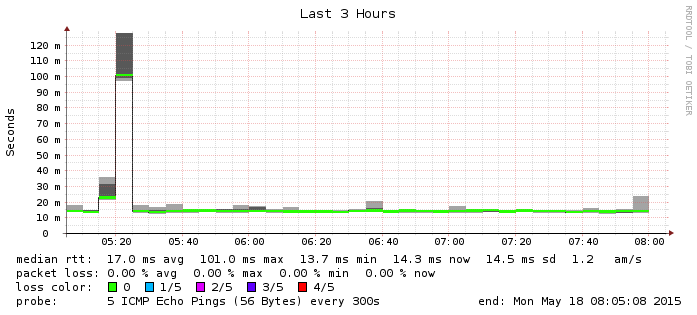 Last 3 Hours
RRDTOOL / TOBI OETIKER
Seconds
120 m
110 m
100 m
90 m
80 m
70 m
60 m
50 m
40 m
30 m
20 m
10 m
0
05:20 05:40 06:00 06:20 06:40 07:00 07:20 07:40 08:00
median rtt: 17.0 ms avg 101.0 ms max 13.7 ms min 14.3 ms now 14.5 ms sd 1.2 am/s
packet loss: 0.00 % avg 0.00 % max 0.00 % min 0.00 % now
loss color: 0 1/5 2/5 3/5 4/5
probe: 5 ICMP Echo Pings (56 Bytes) every 300s end: Mon May 18 08:05:08 2015